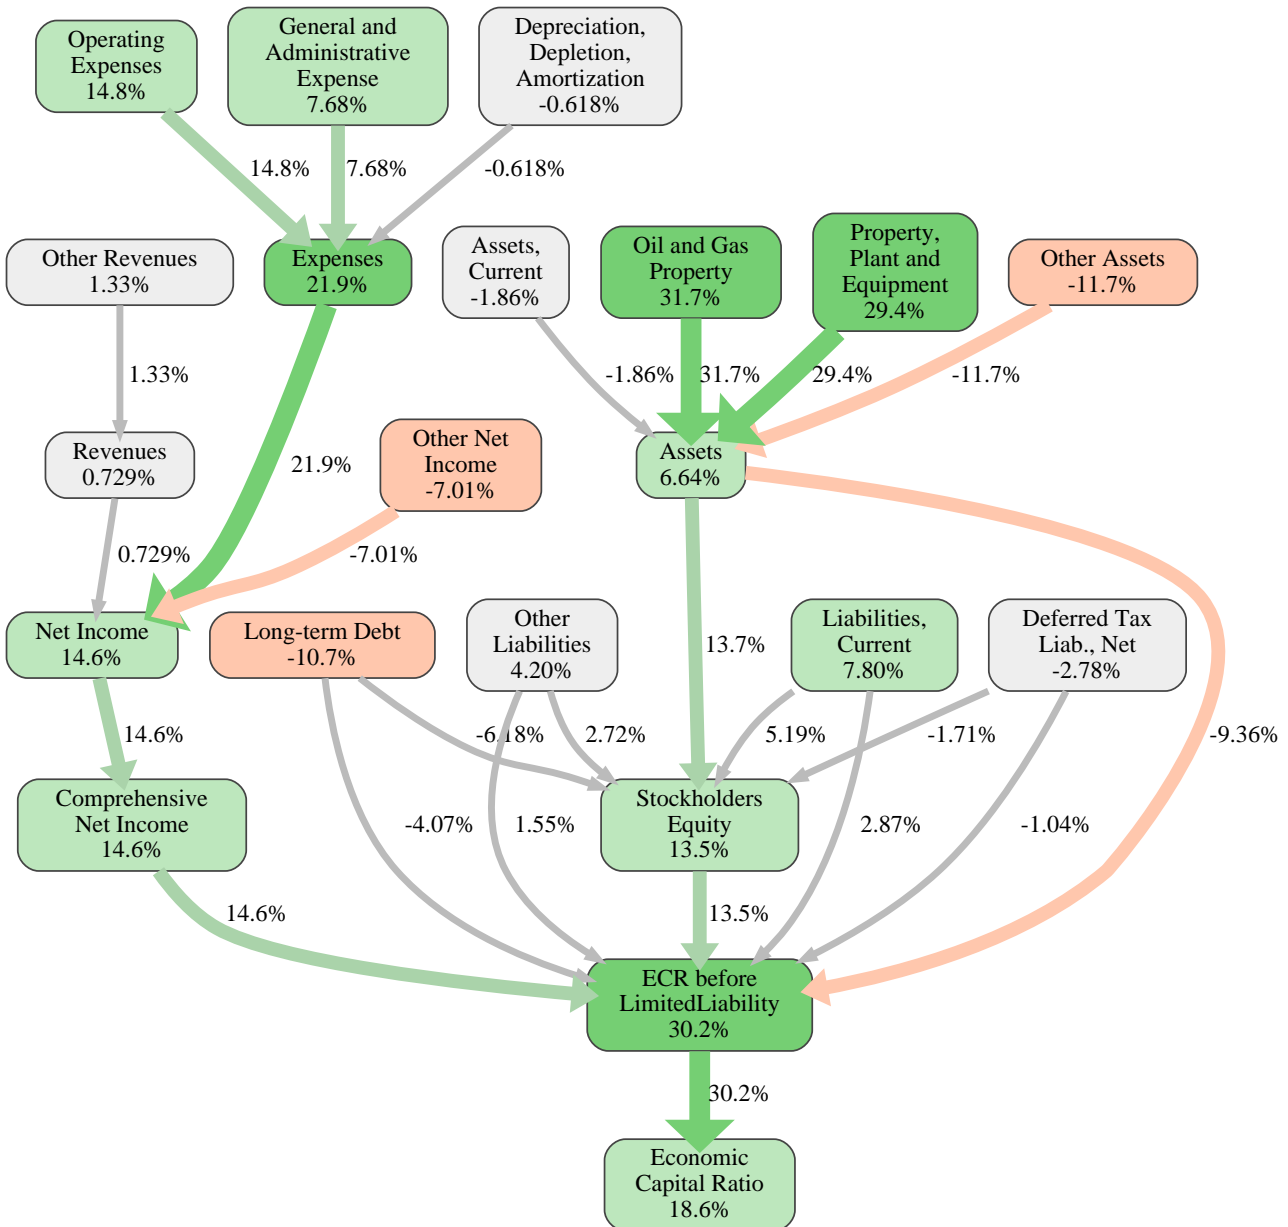 Operating
Expenses
14.8%
General and
Administrative
Expense
7.68%
Depreciation,
Depletion,
Amortization
-0.618%
14.8%
7.68%
-0.618%
Other Revenues
1.33%
Expenses
21.9%
Assets,
Current
-1.86%
Oil and Gas
Property
31.7%
Property,
Plant and
Equipment
29.4%
Other Assets
-11.7%
1.33%
-1.86%
31.7%
29.4%
-11.7%
Revenues
0.729%
21.9%
Other Net
Income
-7.01%
Assets
6.64%
0.729%
-7.01%
Net Income
14.6%
Long-term Debt
-10.7%
Other
Liabilities
4.20%
13.7%
Liabilities,
Current
7.80%
Deferred Tax
Liab., Net
-2.78%
14.6%
-6.18%
2.72%
5.19%
-1.71%
-9.36%
Comprehensive
Net Income
14.6%
-4.07%
1.55%
Stockholders
Equity
13.5%
2.87%
-1.04%
14.6%
13.5%
ECR before
LimitedLiability
30.2%
30.2%
Economic
Capital Ratio
18.6%